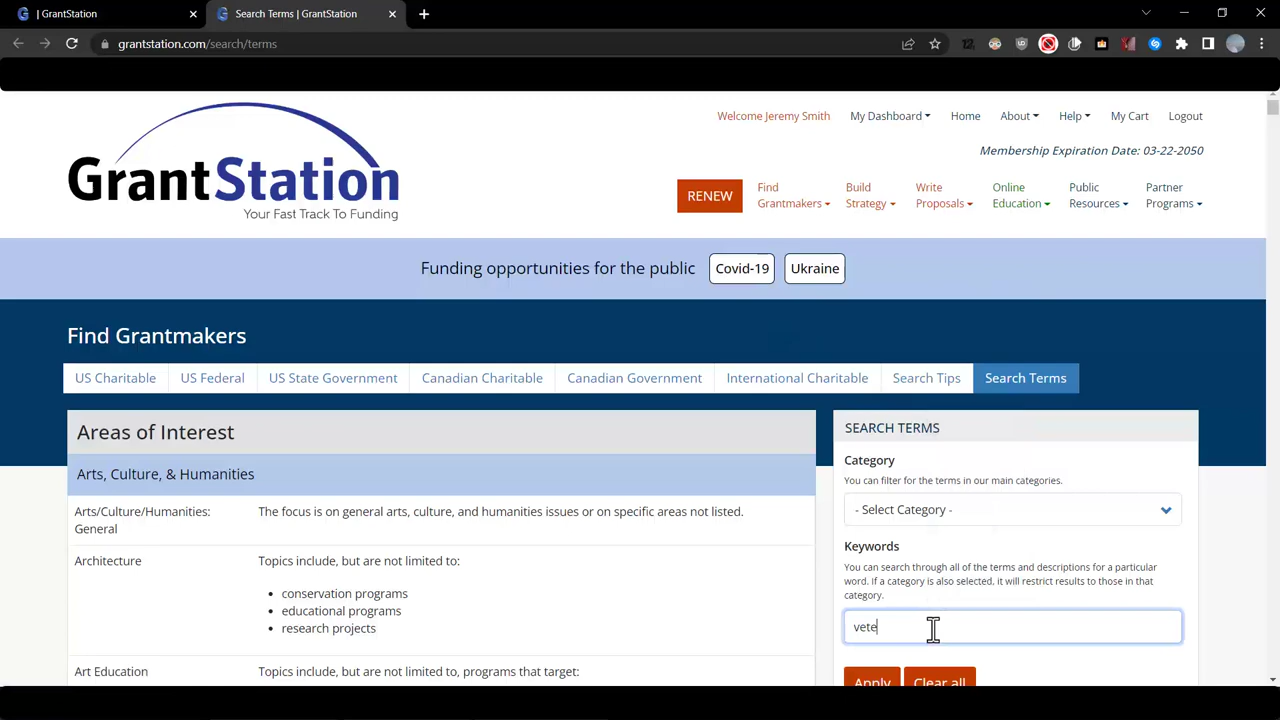 | GrantStation
Search Terms | GrantStation
grantstation.com/search/terms
GrantStation
Your Fast Track To Funding
Welcome Jeremy Smith My Dashboard Home About Help My Cart Logout
Membership Expiration Date: 03-22-2050
RENEW
Find Grantmakers
Build Strategy
Write Proposals
Online Education
Public Resources
Partner Programs
Funding opportunities for the public Covid-19 Ukraine
Find Grantmakers
US Charitable US Federal US State Government Canadian Charitable Canadian Government International Charitable Search Tips Search Terms
Areas of Interest
Arts, Culture, & Humanities
Arts/Culture/Humanities: General
The focus is on general arts, culture, and humanities issues or on specific areas not listed.
Architecture
Topics include, but are not limited to:
• conservation programs
• educational programs
• research projects
Art Education
Topics include, but are not limited to, programs that target:
SEARCH TERMS
Category
You can filter for the terms in our main categories.
- Select Category -
Keywords
You can search through all of the terms and descriptions for a particular
word. If a category is also selected, it will restrict results to those in that
category.
vete
Apply Clear all